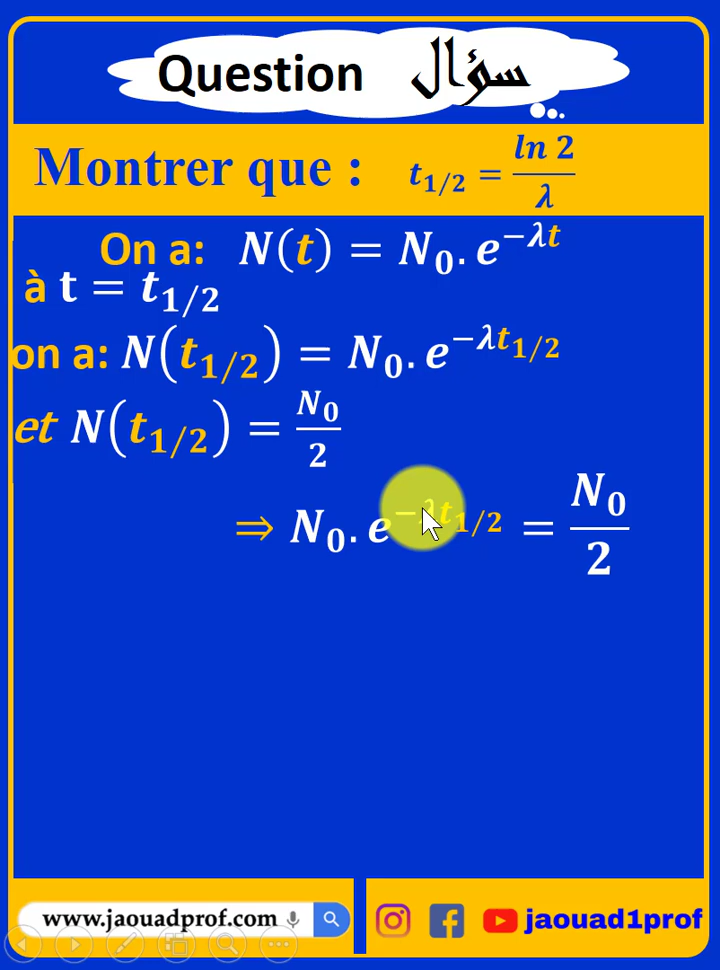 Question سؤال
Montrer que : t₁/₂ = ln 2 / λ
On a: N(t) = N₀. e^(−λt)
à t = t₁/₂
on a: N(t₁/₂) = N₀. e^(−λt₁/₂)
et N(t₁/₂) = N₀/2
⇒ N₀. e^(−λt₁/₂) = N₀/2
www.jaouadprof.com jaouad1prof